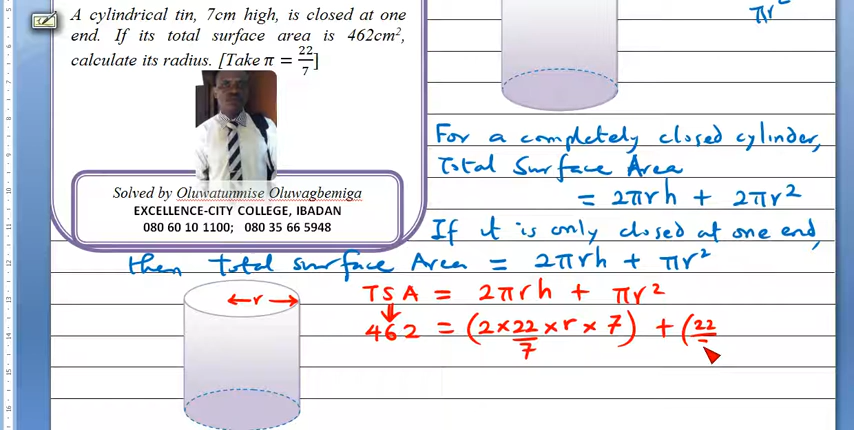 A cylindrical tin, 7cm high, is closed at one
end. If its total surface area is 462cm²,
calculate its radius. [Take π = 22/7]
Solved by Oluwatunmise Oluwagbemiga
EXCELLENCE-CITY COLLEGE, IBADAN
080 60 10 1100; 080 35 66 5948
πr²
For a completely closed cylinder,
Total Surface Area
= 2πrh + 2πr²
If it is only closed at one end,
then total surface Area = 2πrh + πr²
r
TSA = 2πrh + πr²
462 = (2×22/7×r×7) + (22/